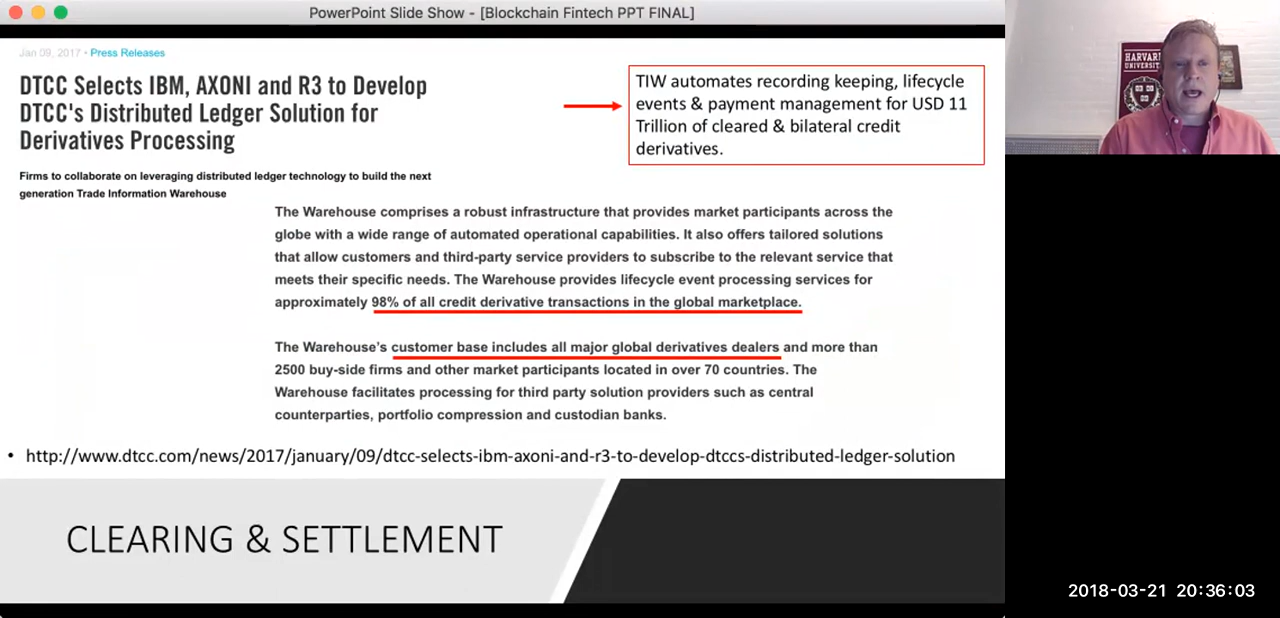 PowerPoint Slide Show - [Blockchain Fintech PPT FINAL]
Jan 09, 2017 • Press Releases
DTCC Selects IBM, AXONI and R3 to Develop
DTCC's Distributed Ledger Solution for
Derivatives Processing
Firms to collaborate on leveraging distributed ledger technology to build the next
generation Trade Information Warehouse
TIW automates recording keeping, lifecycle
events & payment management for USD 11
Trillion of cleared & bilateral credit
derivatives.
The Warehouse comprises a robust infrastructure that provides market participants across the
globe with a wide range of automated operational capabilities. It also offers tailored solutions
that allow customers and third-party service providers to subscribe to the relevant service that
meets their specific needs. The Warehouse provides lifecycle event processing services for
approximately 98% of all credit derivative transactions in the global marketplace.
The Warehouse's customer base includes all major global derivatives dealers and more than
2500 buy-side firms and other market participants located in over 70 countries. The
Warehouse facilitates processing for third party solution providers such as central
counterparties, portfolio compression and custodian banks.
• http://www.dtcc.com/news/2017/january/09/dtcc-selects-ibm-axoni-and-r3-to-develop-dtccs-distributed-ledger-solution
CLEARING & SETTLEMENT
HARVARD
UNIVERSITY
2018-03-21 20:36:03